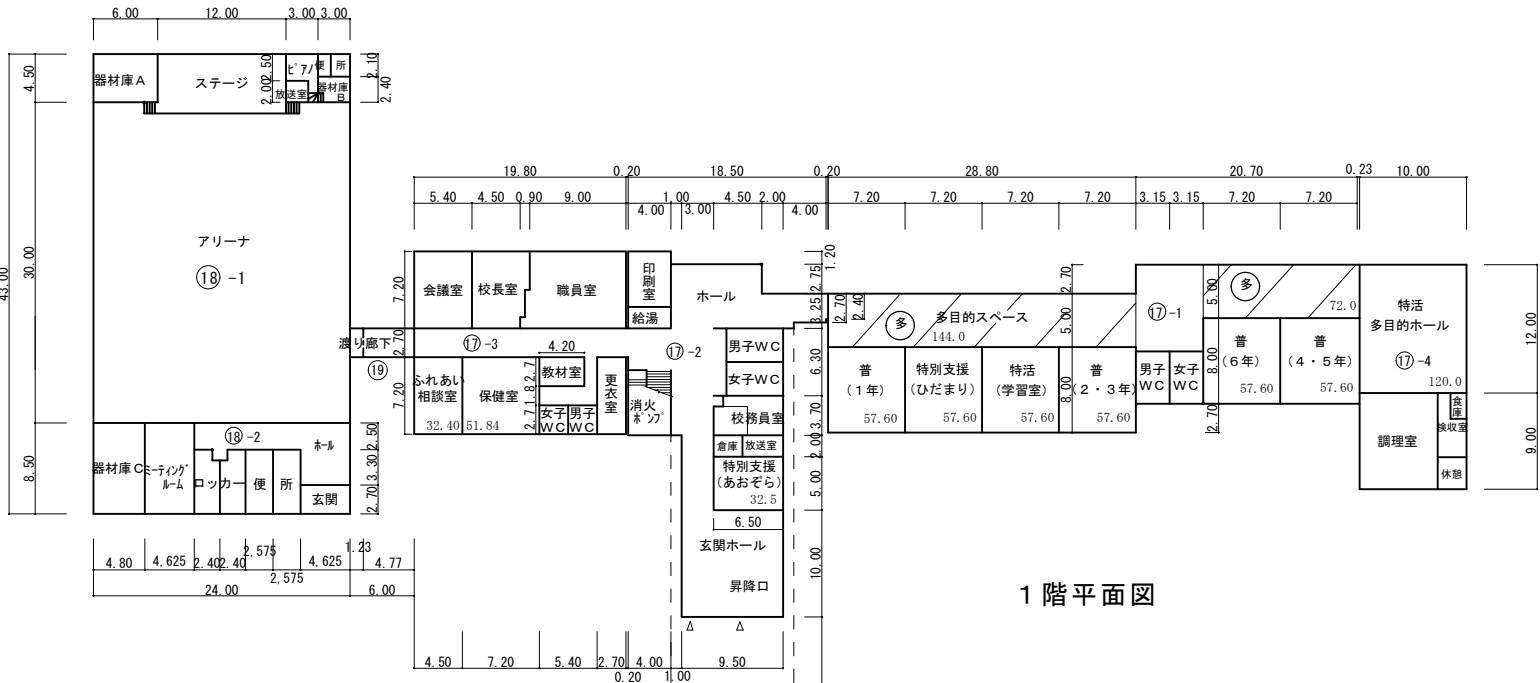 6.00 12.00 3.00 3.00
43.00
4.50
30.00
8.50
器材庫A
ステージ
2.50
2.00
ピアノ
便 所
放送室
器材庫
B
2.10
2.40
アリーナ
⑱-1
⑱-2
ホール
2.50
3.30
2.70
器材庫C
ミーティング
ルーム
ロッカー
便 所
玄関
4.80 4.625 2.40 2.40 2,575 2,575 4.625 1.23 4.77
24.00 6.00
19.80 0.20 18.50 0.20 28.80 20.70 0.23 10.00
5.40 4.50 0.90 9.00 4.00 1.00 3.00 4.50 2.00 4.00 7.20 7.20 7.20 7.20 3.15 3.15 7.20 7.20
7.20
2.70
7.20
会議室
校長室
職員室
印刷室
給湯
ホール
渡り廊下
⑲
⑰-3
⑰-2
4.20
ふれあい
相談室
32.40
保健室
51.84
教材室
2.7
1.8
2.7
女子
WC
男子
WC
更衣室
消火
ポンプ
男子WC
女子WC
校務員室
倉庫
放送室
特別支援
(あおぞら)
32.5
6.50
玄関ホール
昇降口
△ △
1.20
2.75
3.25
6.30
3.70
2.00
5.00
10.00
2.70
2.40
多
多目的スペース
144.0
2.70
5.00
8.00
普
(1年)
57.60
特別支援
(ひだまり)
57.60
特活
(学習室)
57.60
普
(2・3年)
57.60
⑰-1
男子
WC
女子
WC
5.00
8.00
2.70
多
72.0
普
(6年)
57.60
普
(4・5年)
57.60
特活
多目的ホール
⑰-4
120.0
調理室
食庫
検収室
休憩
12.00
9.00
4.50 7.20 5.40 2.70 0.20 4.00 1.00 9.50
1階平面図